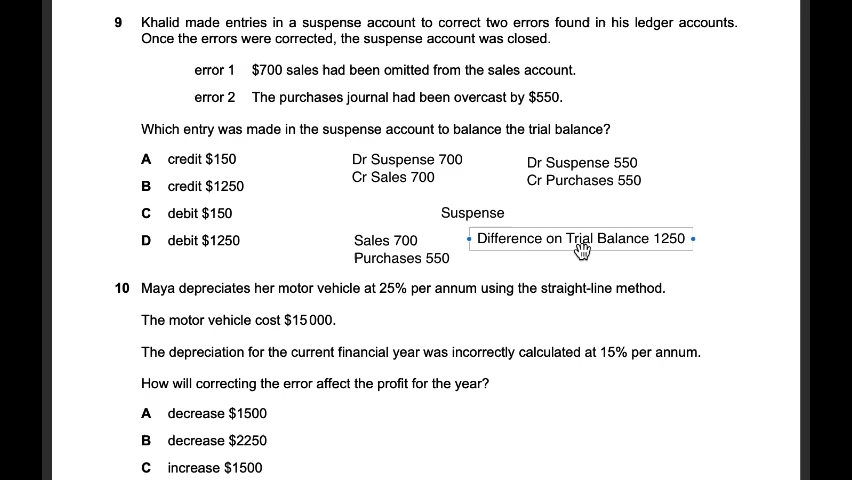 9 Khalid made entries in a suspense account to correct two errors found in his ledger accounts.
Once the errors were corrected, the suspense account was closed.
error 1 $700 sales had been omitted from the sales account.
error 2 The purchases journal had been overcast by $550.
Which entry was made in the suspense account to balance the trial balance?
A credit $150
B credit $1250
C debit $150
D debit $1250
Dr Suspense 700
Cr Sales 700
Dr Suspense 550
Cr Purchases 550
Suspense
Sales 700
Purchases 550
Difference on Trial Balance 1250
10 Maya depreciates her motor vehicle at 25% per annum using the straight-line method.
The motor vehicle cost $15 000.
The depreciation for the current financial year was incorrectly calculated at 15% per annum.
How will correcting the error affect the profit for the year?
A decrease $1500
B decrease $2250
C increase $1500